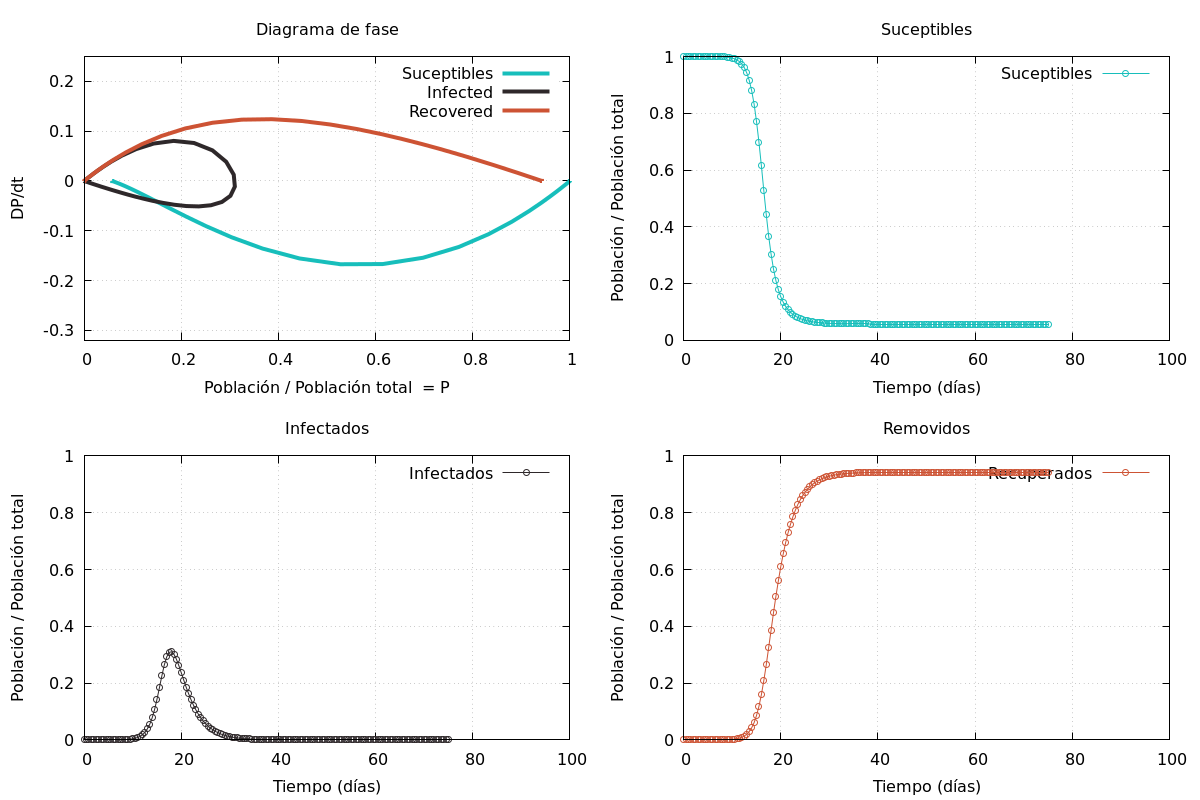 Diagrama de fase
0.2
0.1
0
-0.1
-0.2
-0.3
DP/dt
Suceptibles
Infected
Recovered
0 0.2 0.4 0.6 0.8 1
Población / Población total = P
Suceptibles
1
0.8
0.6
0.4
0.2
0
Población / Población total
Suceptibles
0 20 40 60 80 100
Tiempo (días)
Infectados
1
0.8
0.6
0.4
0.2
0
Población / Población total
Infectados
0 20 40 60 80 100
Tiempo (días)
Removidos
1
0.8
0.6
0.4
0.2
0
Población / Población total
Recuperados
0 20 40 60 80 100
Tiempo (días)